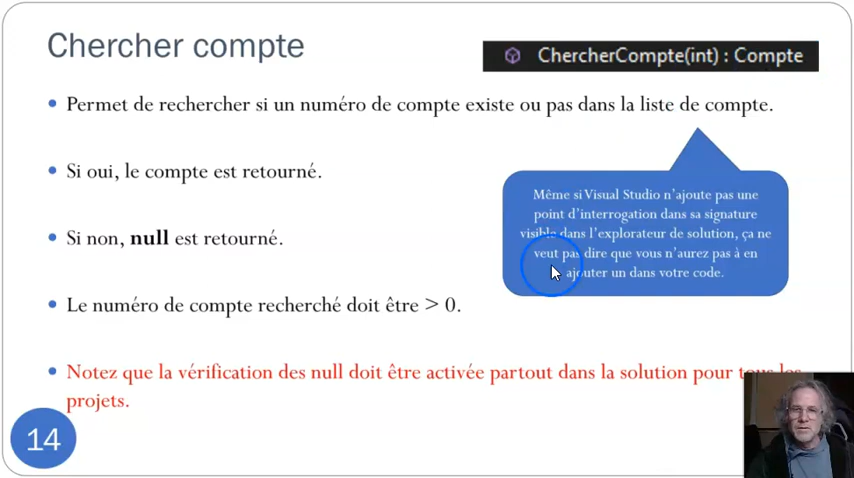 Chercher compte
ChercherCompte(int) : Compte
• Permet de rechercher si un numéro de compte existe ou pas dans la liste de compte.
• Si oui, le compte est retourné.
Même si Visual Studio n’ajoute pas une
point d’interrogation dans sa signature
visible dans l’explorateur de solution, ça ne
veut pas dire que vous n’aurez pas à en
ajouter un dans votre code.
• Si non, null est retourné.
• Le numéro de compte recherché doit être > 0.
• Notez que la vérification des null doit être activée partout dans la solution pour tous les
projets.
14